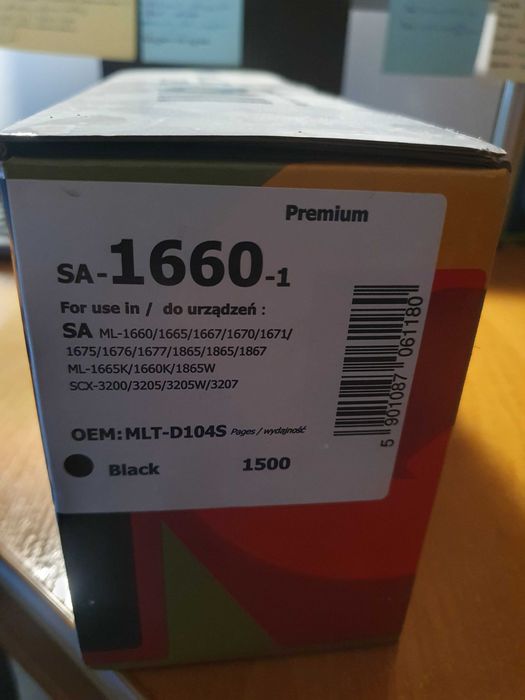 Premium
SA-1660-1
For use in / do urządzeń :
SA ML-1660/1665/1667/1670/1671/
1675/1676/1677/1865/1865/1867
ML-1665K/1660K/1865W
SCX-3200/3205/3205W/3207
OEM:MLT-D104S Pages / wydajność
Black 1500
5 901087 061180